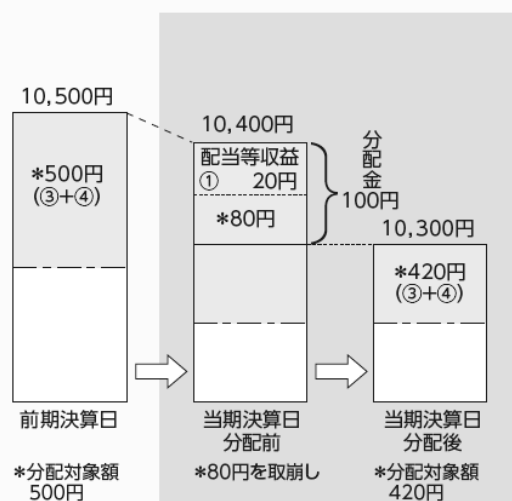 10,500円
*500円
(③+④)
前期決算日
*分配対象額
500円
10,400円
配当等収益
① 20円
*80円
分配金
100円
当期決算日
分配前
*80円を取崩し
10,300円
*420円
(③+④)
当期決算日
分配後
*分配対象額
420円